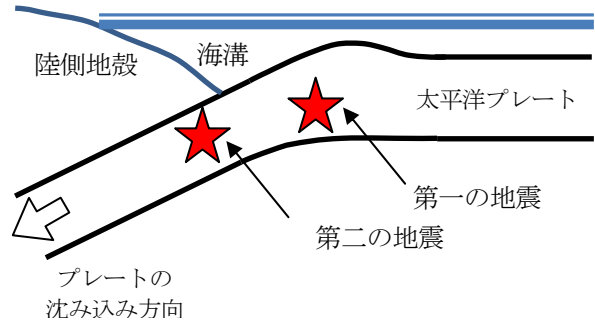 海溝
陸側地殻
太平洋プレート
第一の地震
第二の地震
プレートの
沈み込み方向